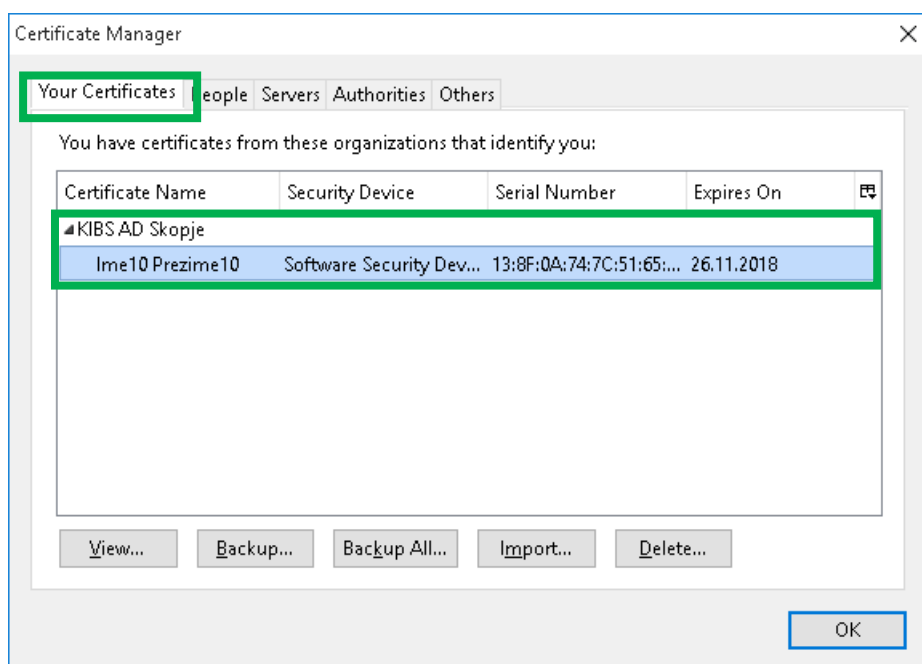 Certificate Manager
Your Certificates People Servers Authorities Others
You have certificates from these organizations that identify you:
Certificate Name Security Device Serial Number Expires On
KIBS AD Skopje
Ime10 Prezime10 Software Security Dev... 13:8F:0A:74:7C:51:65:... 26.11.2018
View... Backup... Backup All... Import... Delete...
OK